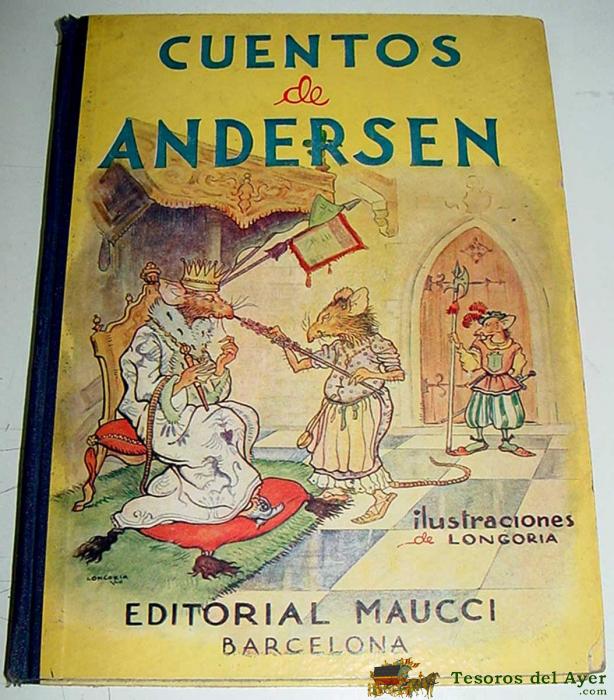 CUENTOS
de
ANDERSEN
ilustraciones
de LONGORIA
LONGORIA
EDITORIAL MAUCCI
BARCELONA
Tesoros del Ayer
.com